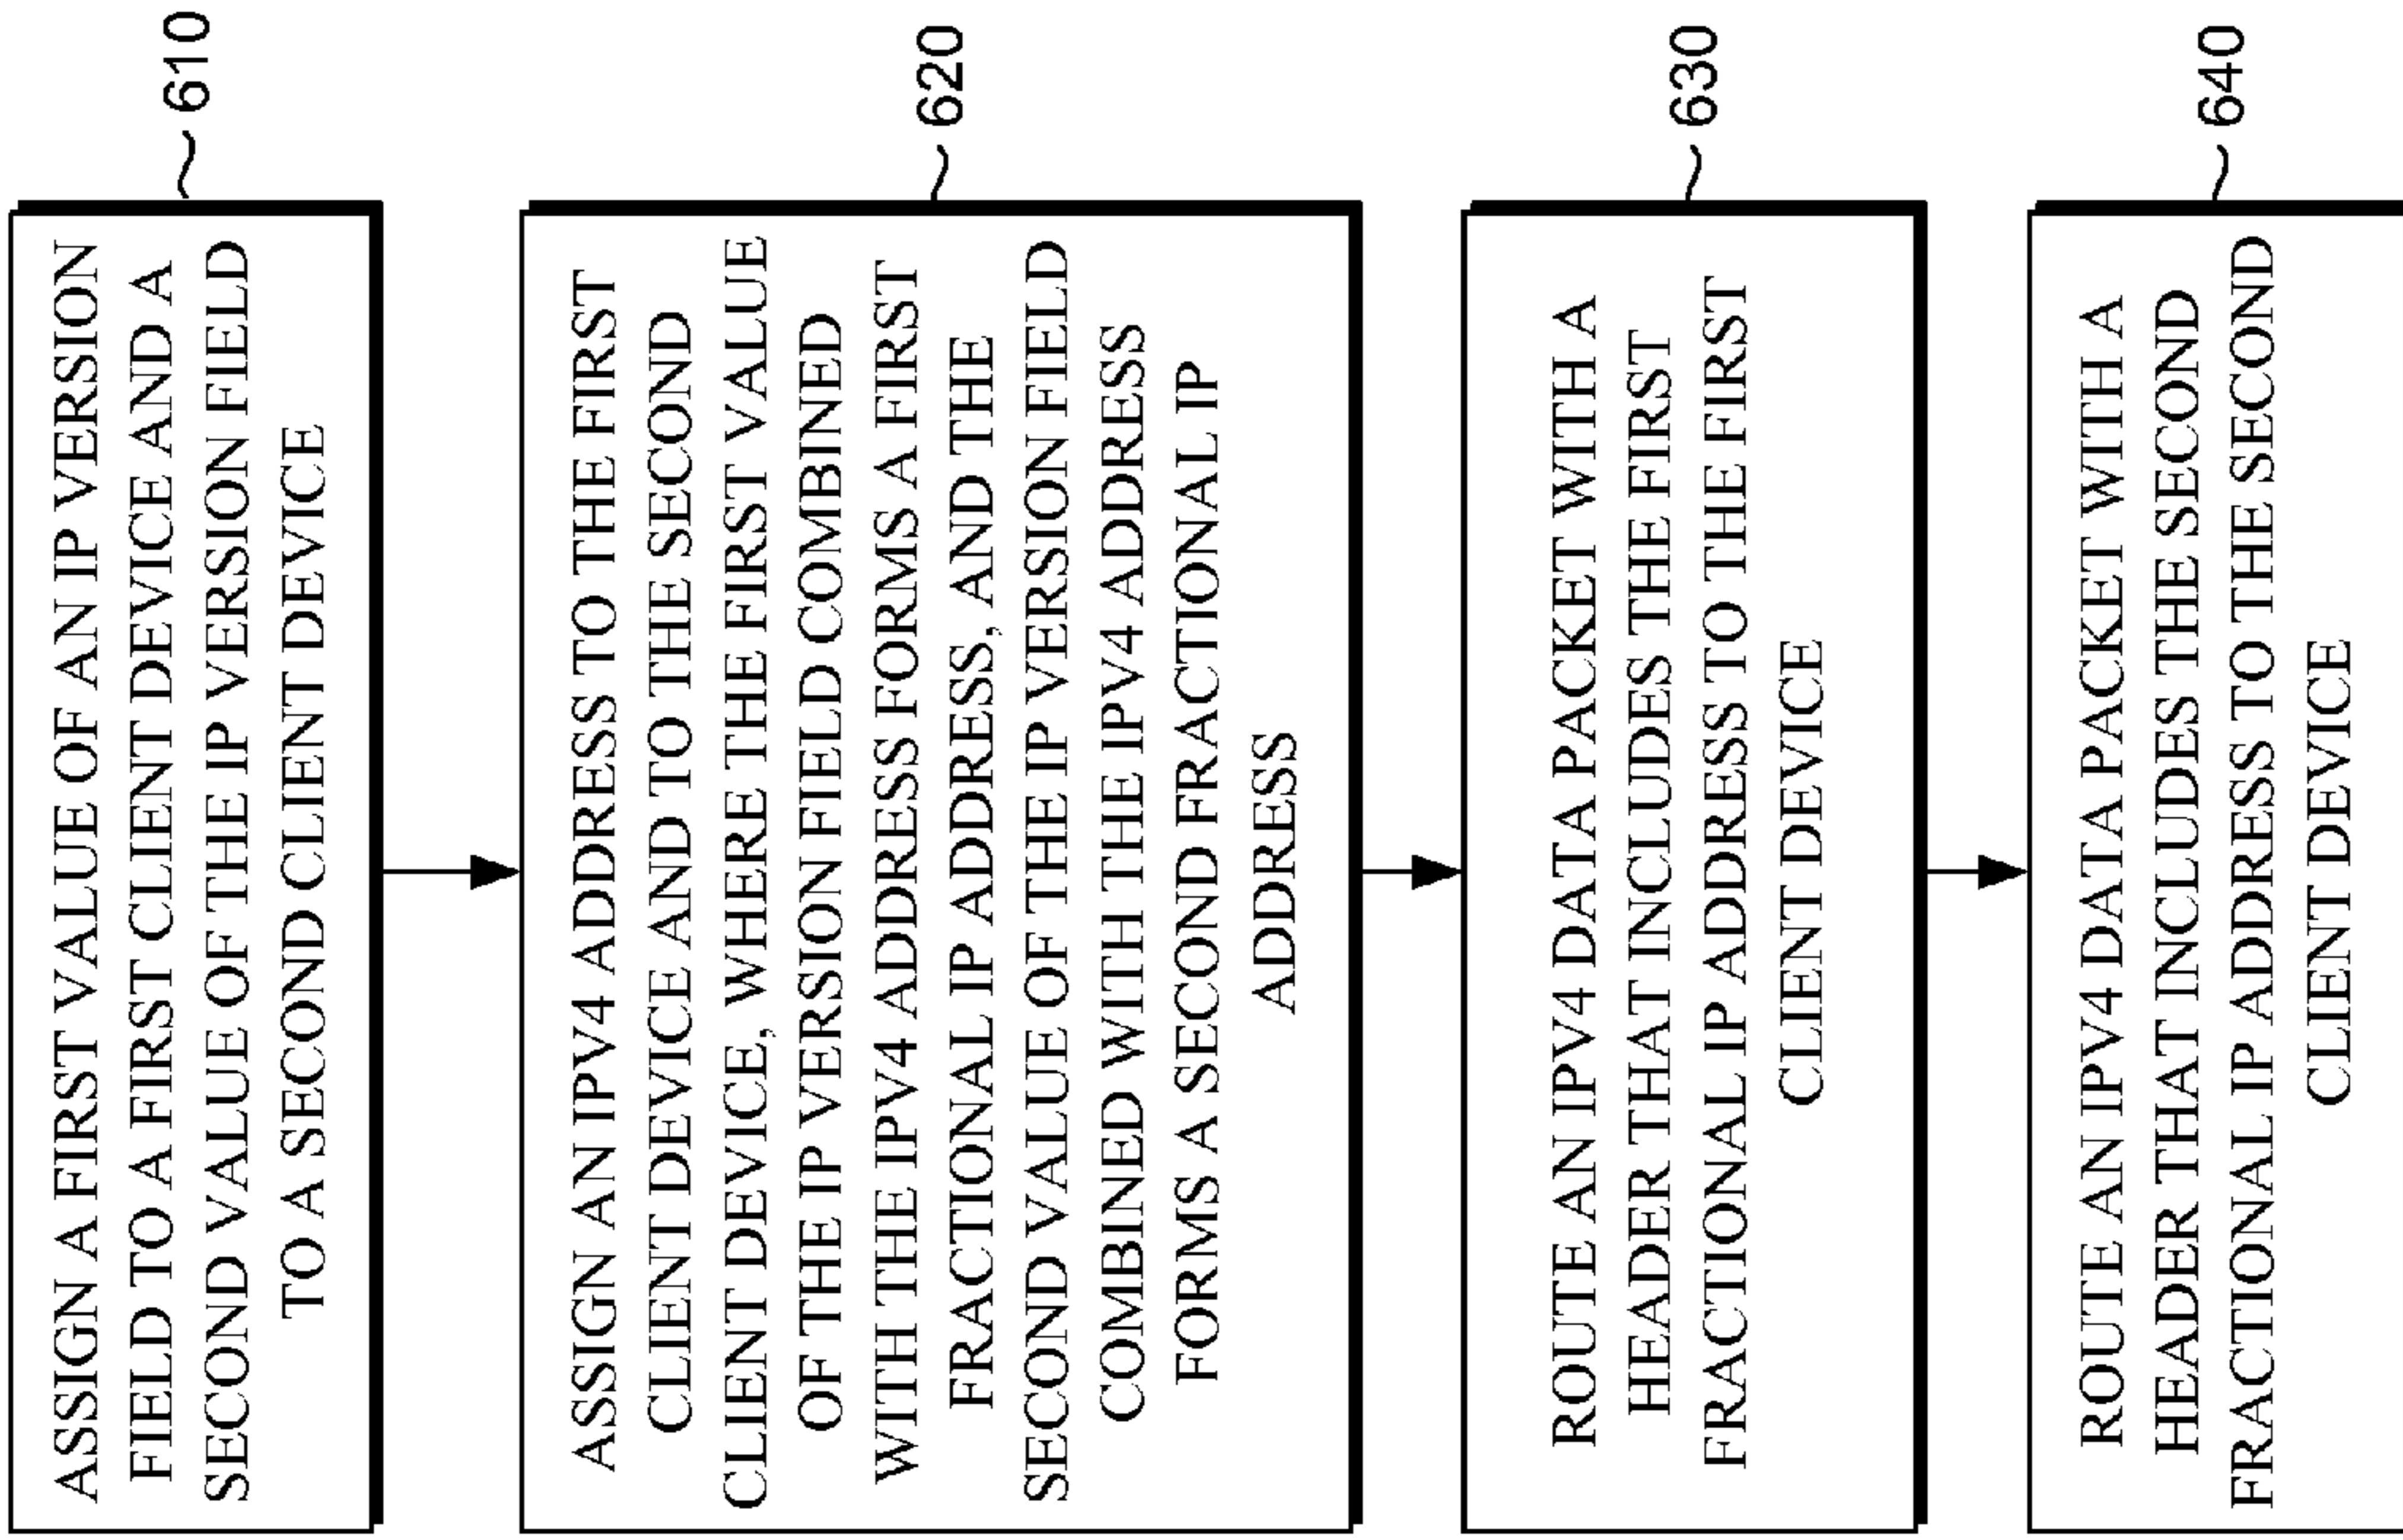 ASSIGN A FIRST VALUE OF AN IP VERSION
FIELD TO A FIRST CLIENT DEVICE AND A
SECOND VALUE OF THE IP VERSION FIELD
TO A SECOND CLIENT DEVICE
610
ASSIGN AN IPV4 ADDRESS TO THE FIRST
CLIENT DEVICE AND TO THE SECOND
CLIENT DEVICE, WHERE THE FIRST VALUE
OF THE IP VERSION FIELD COMBINED
WITH THE IPV4 ADDRESS FORMS A FIRST
FRACTIONAL IP ADDRESS, AND THE
SECOND VALUE OF THE IP VERSION FIELD
COMBINED WITH THE IPV4 ADDRESS
FORMS A SECOND FRACTIONAL IP
ADDRESS
620
ROUTE AN IPV4 DATA PACKET WITH A
HEADER THAT INCLUDES THE FIRST
FRACTIONAL IP ADDRESS TO THE FIRST
CLIENT DEVICE
630
ROUTE AN IPV4 DATA PACKET WITH A
HEADER THAT INCLUDES THE SECOND
FRACTIONAL IP ADDRESS TO THE SECOND
CLIENT DEVICE
640